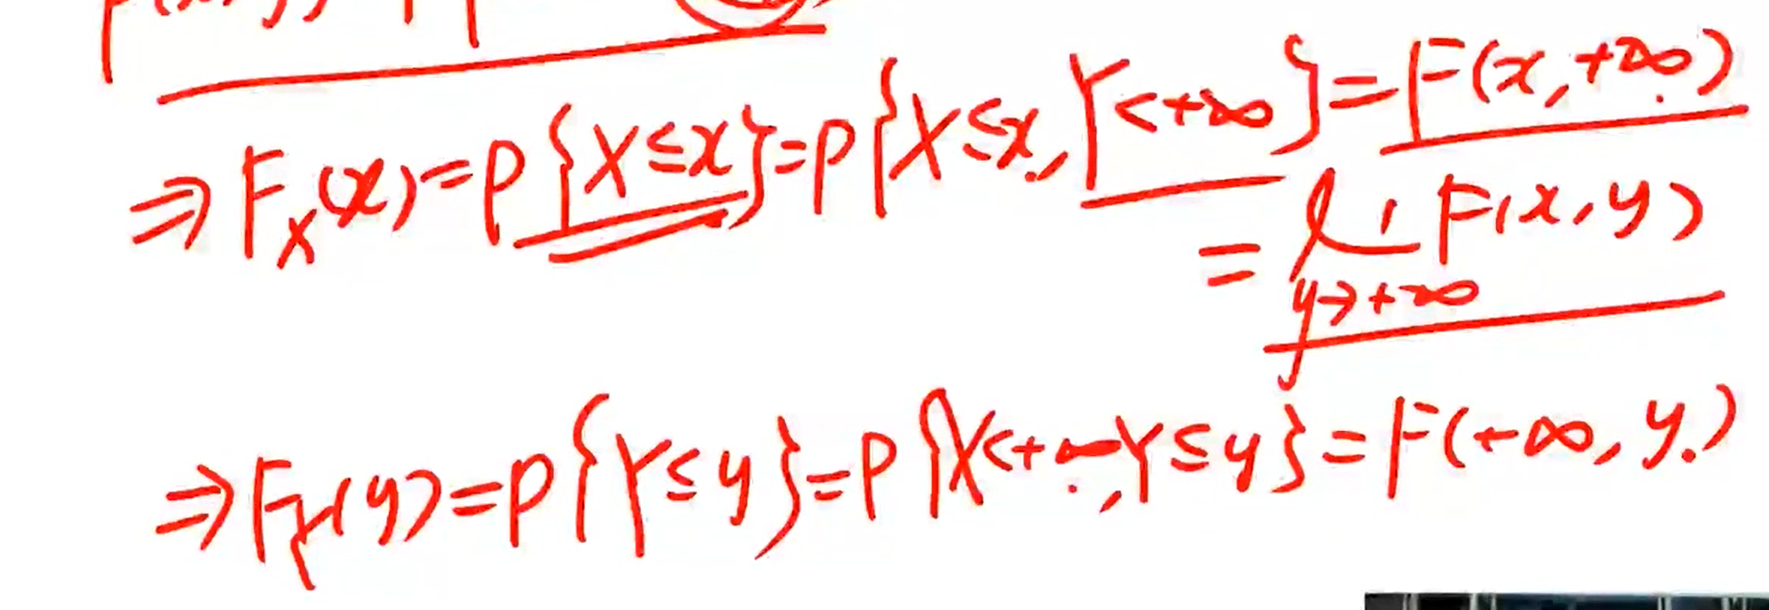 ⇒ F_X(x) = P{X ≤ x} = P{X ≤ x, Y < +∞} = F(x, +∞)
= lim_{y→+∞} F(x, y)
⇒ F_Y(y) = P{Y ≤ y} = P{X < +∞, Y ≤ y} = F(+∞, y)